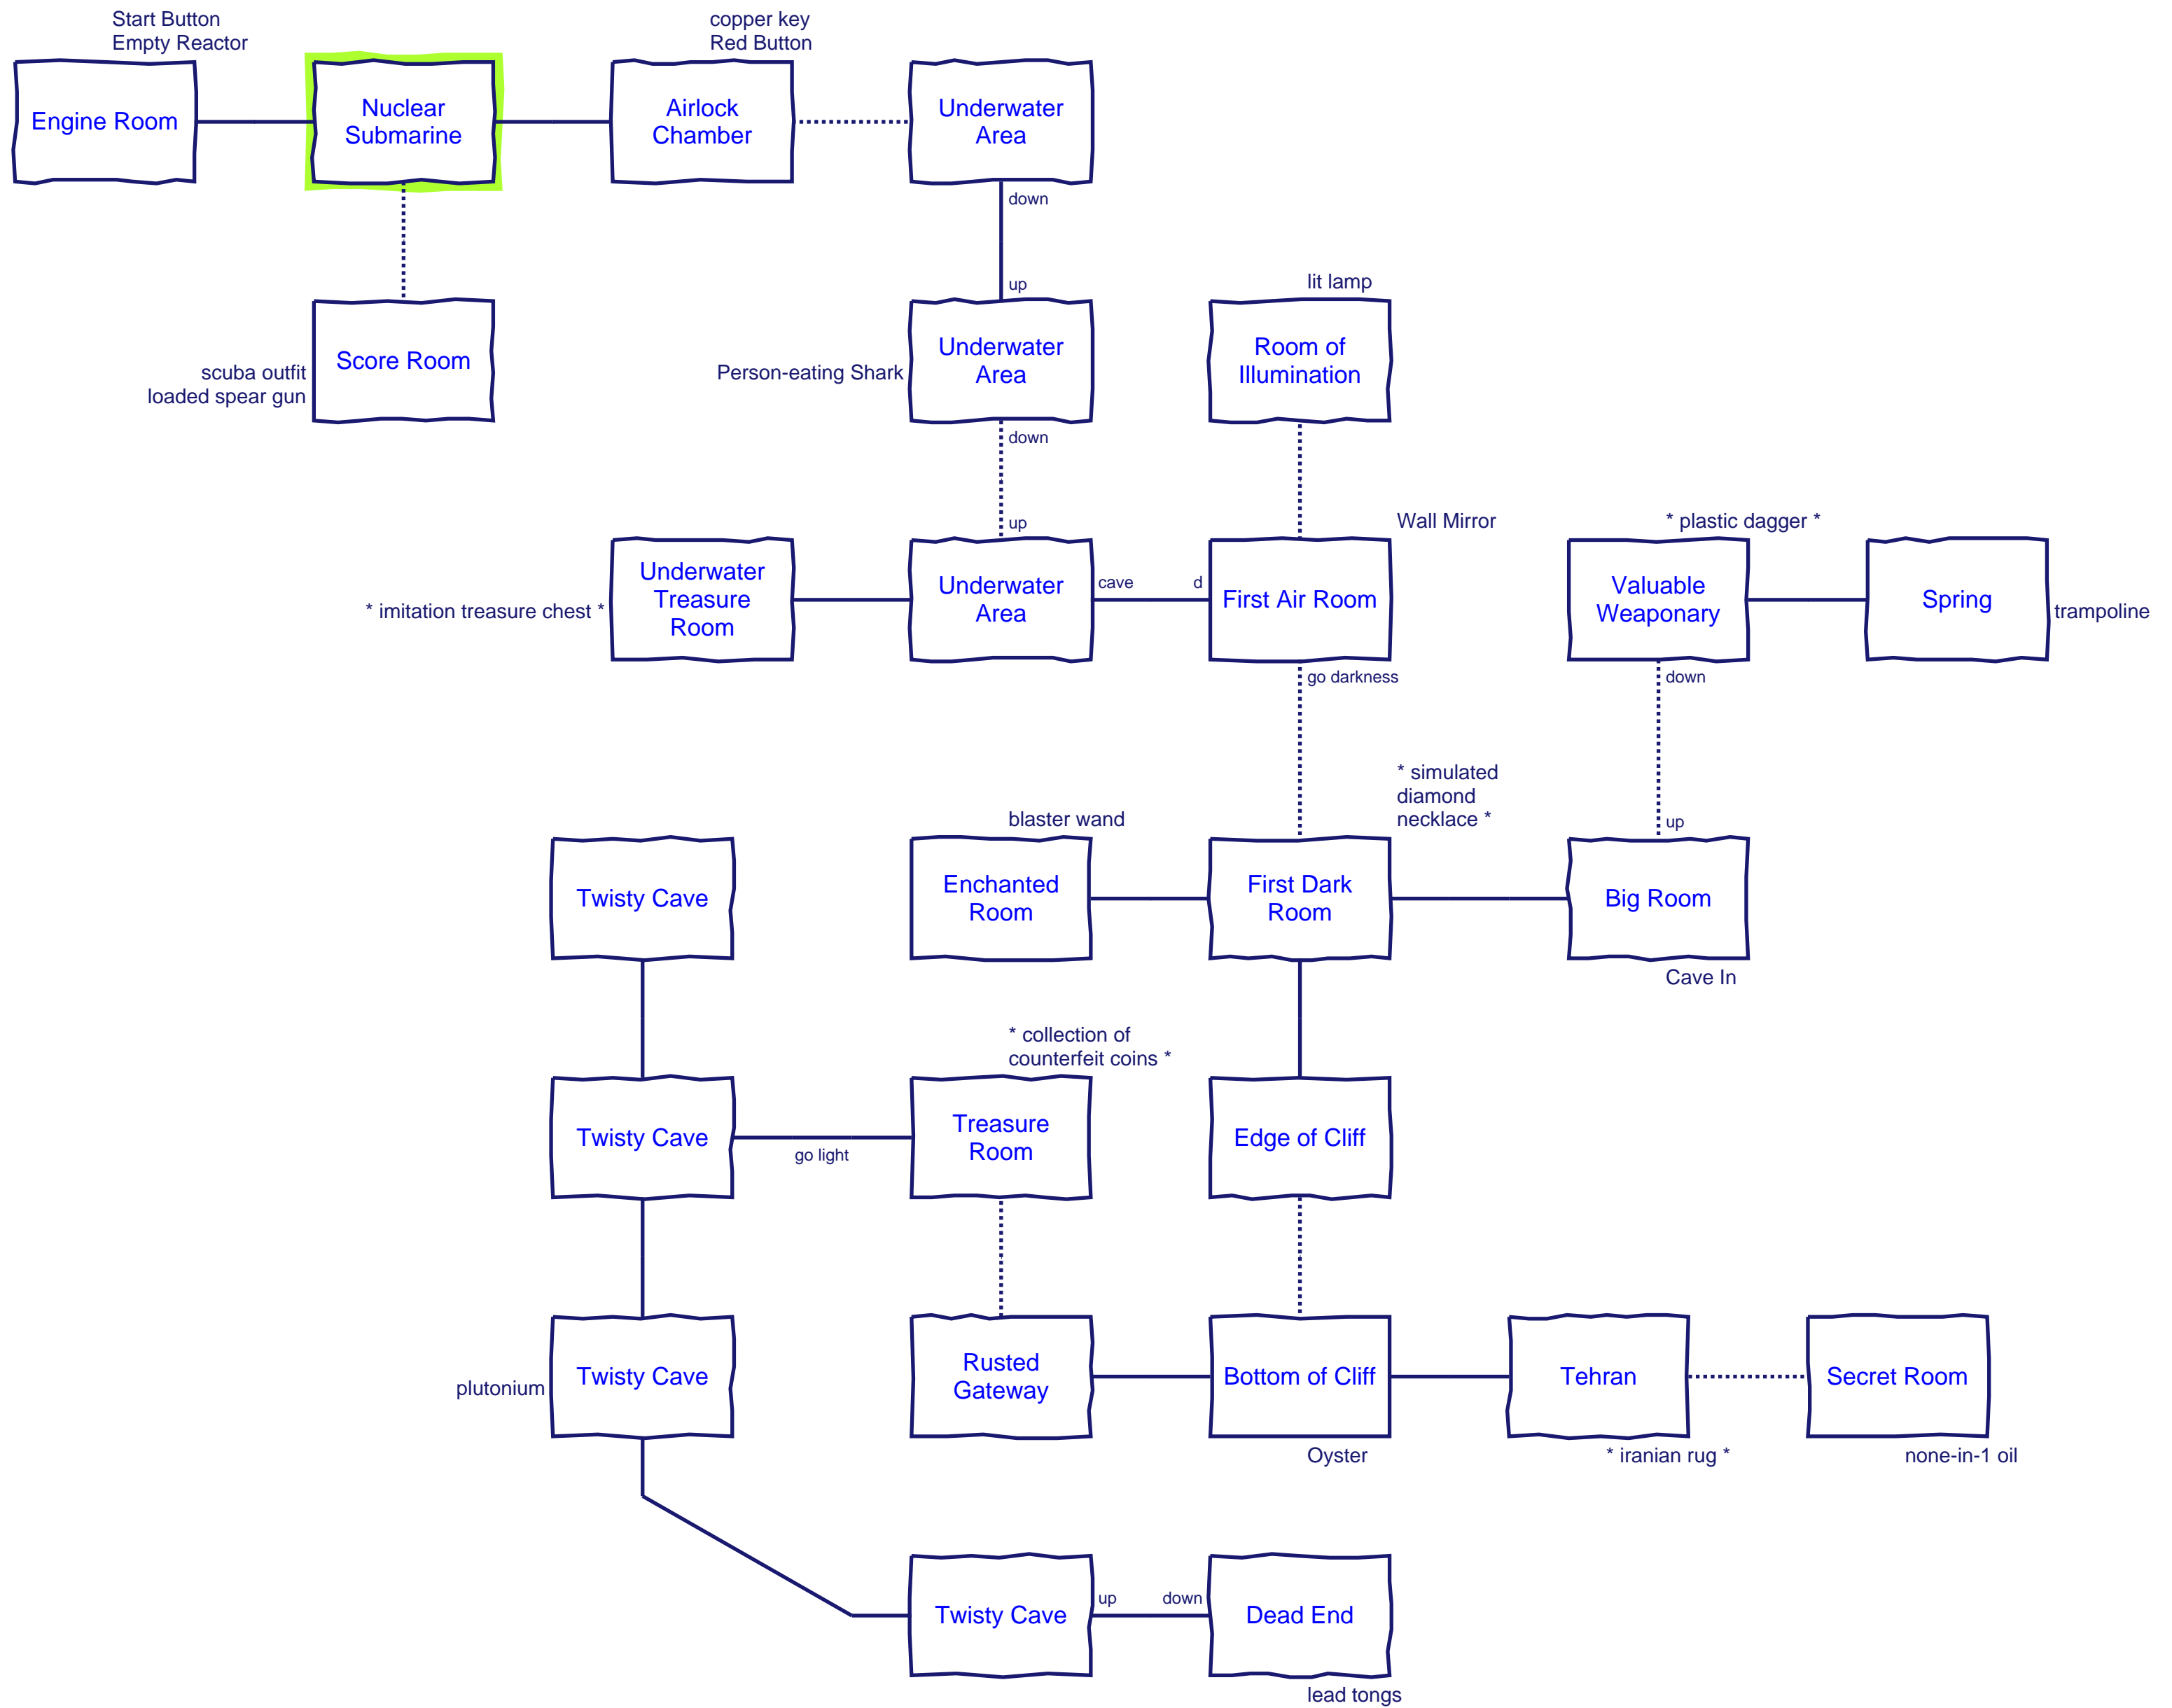 Start Button
Empty Reactor
copper key
Red Button
Engine Room
Nuclear
Submarine
Airlock
Chamber
Underwater
Area
down
up
lit lamp
scuba outfit
loaded spear gun
Score Room
Person-eating Shark
Underwater
Area
Room of
Illumination
down
up
Wall Mirror
* plastic dagger *
* imitation treasure chest *
Underwater
Treasure
Room
Underwater
Area
cave
d
First Air Room
Valuable
Weaponary
Spring
trampoline
go darkness
down
* simulated
diamond
necklace *
blaster wand
up
Twisty Cave
Enchanted
Room
First Dark
Room
Big Room
Cave In
* collection of
counterfeit coins *
Twisty Cave
go light
Treasure
Room
Edge of Cliff
plutonium
Twisty Cave
Rusted
Gateway
Bottom of Cliff
Tehran
Secret Room
Oyster
* iranian rug *
none-in-1 oil
Twisty Cave
up
down
Dead End
lead tongs